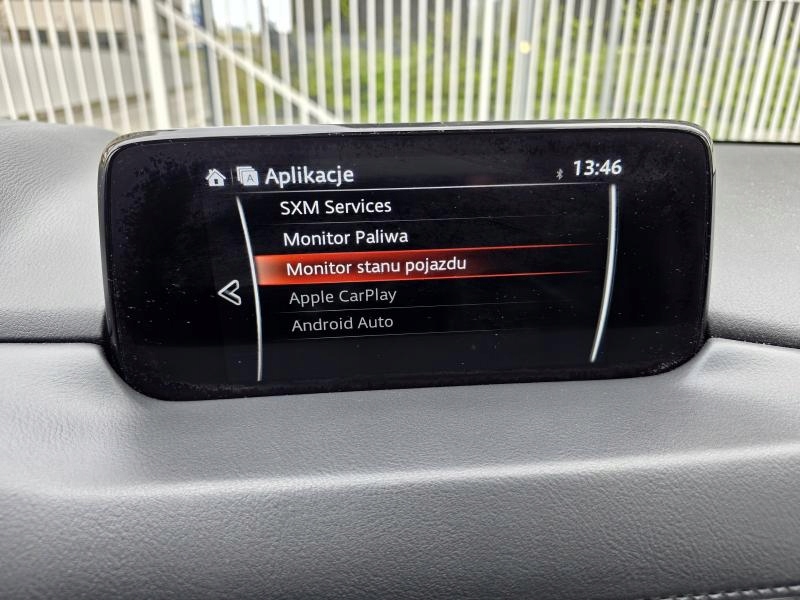 A Aplikacje 13:46
SXM Services
Monitor Paliwa
Monitor stanu pojazdu
Apple CarPlay
Android Auto